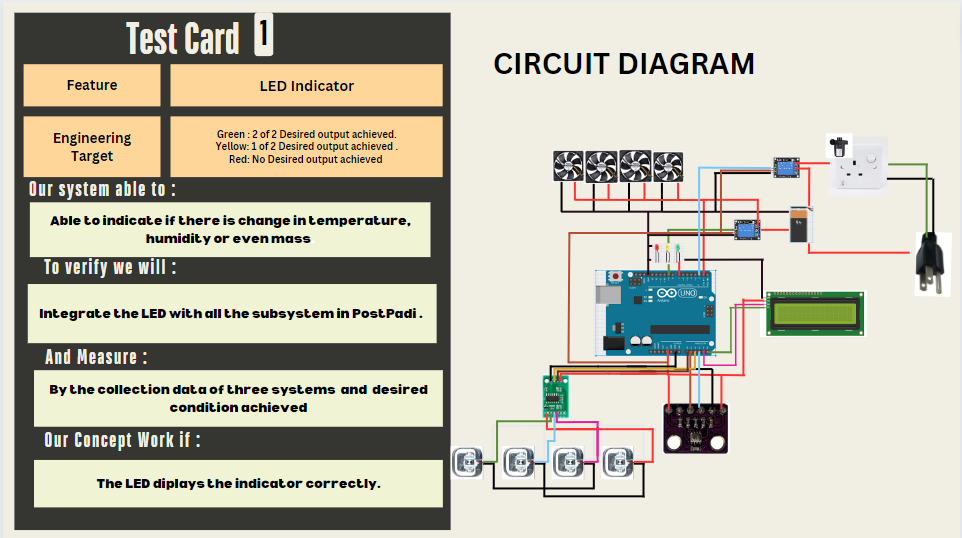 Test Card 1
CIRCUIT DIAGRAM
Feature
LED Indicator
Engineering
Target
Green : 2 of 2 Desired output achieved.
Yellow: 1 of 2 Desired output achieved .
Red: No Desired output achieved
Our system able to :
Able to indicate if there is change in temperature,
humidity or even mass
To verify we will :
Integrate the LED with all the subsystem in PostPadi .
And Measure :
By the collection data of three systems and desired
condition achieved
Our Concept Work if :
The LED diplays the indicator correctly.
UNO